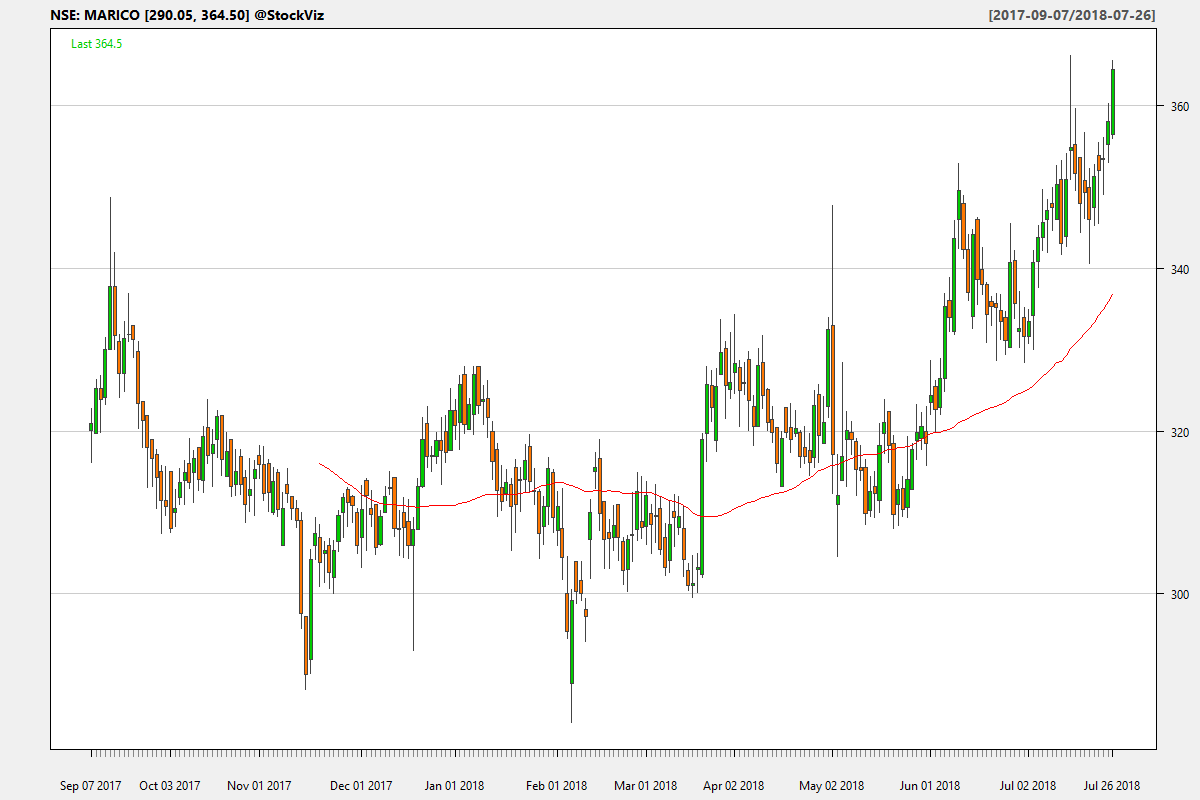 NSE: MARICO [290.05, 364.50] @StockViz [2017-09-07/2018-07-26]
Last 364.5
360
340
320
300
Sep 07 2017 Oct 03 2017 Nov 01 2017 Dec 01 2017 Jan 01 2018 Feb 01 2018 Mar 01 2018 Apr 02 2018 May 02 2018 Jun 01 2018 Jul 02 2018 Jul 26 2018